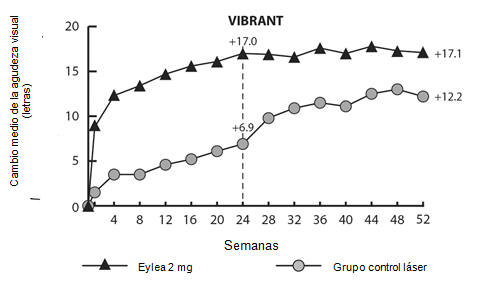 VIBRANT
Cambio medio de la agudeza visual
(letras)
20
15
10
5
0
+17.0
+17.1
+12.2
+6.9
4 8 12 16 20 24 28 32 36 40 44 48 52
Semanas
Eylea 2 mg
Grupo control láser